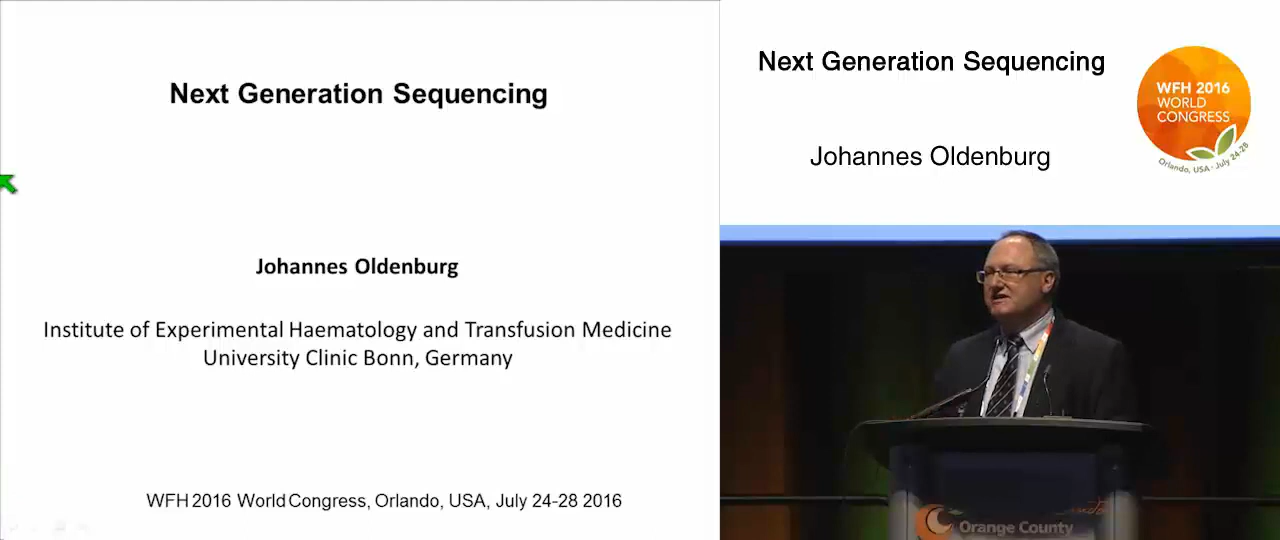 Next Generation Sequencing
Johannes Oldenburg
Institute of Experimental Haematology and Transfusion Medicine
University Clinic Bonn, Germany
WFH 2016 World Congress, Orlando, USA, July 24-28 2016
Next Generation Sequencing
Johannes Oldenburg
WFH 2016
WORLD
CONGRESS
Orlando, USA • July 24-28
Orange County